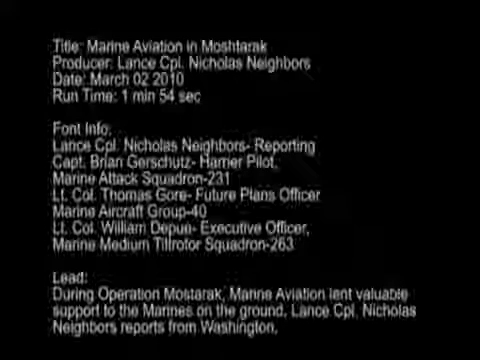 Title: Marine Aviation in Moshtarak
Producer: Lance Cpl. Nicholas Neighbors
Date: March 02 2010
Run Time: 1 min 54 sec
Font Info:
Lance Cpl. Nicholas Neighbors- Reporting
Capt. Brian Gerschutz- Harrier Pilot,
Marine Attack Squadron-231
Lt. Col. Thomas Gore- Future Plans Officer
Marine Aircraft Group-40
Lt. Col. William Depue- Executive Officer,
Marine Medium Tiltrotor Squadron-263
Lead:
During Operation Mostarak, Marine Aviation lent valuable
support to the Marines on the ground. Lance Cpl. Nicholas
Neighbors reports from Washington.